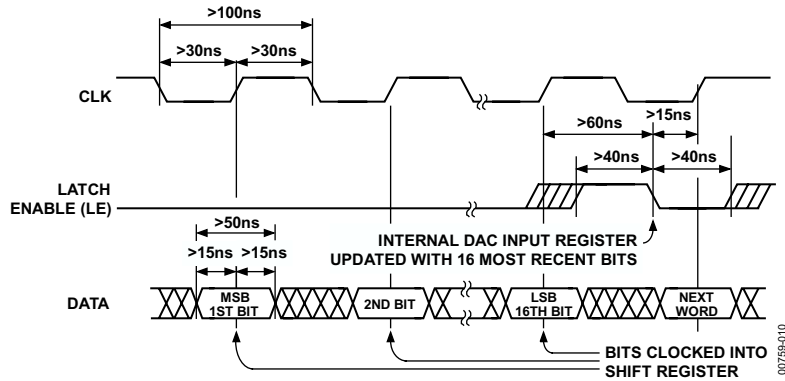 >100ns
>30ns >30ns
CLK
>60ns >15ns
>40ns >40ns
LATCH
ENABLE (LE)
>50ns
>15ns >15ns
INTERNAL DAC INPUT REGISTER
UPDATED WITH 16 MOST RECENT BITS
DATA
MSB
1ST BIT
2ND BIT
LSB
16TH BIT
NEXT
WORD
BITS CLOCKED INTO
SHIFT REGISTER
00759-010